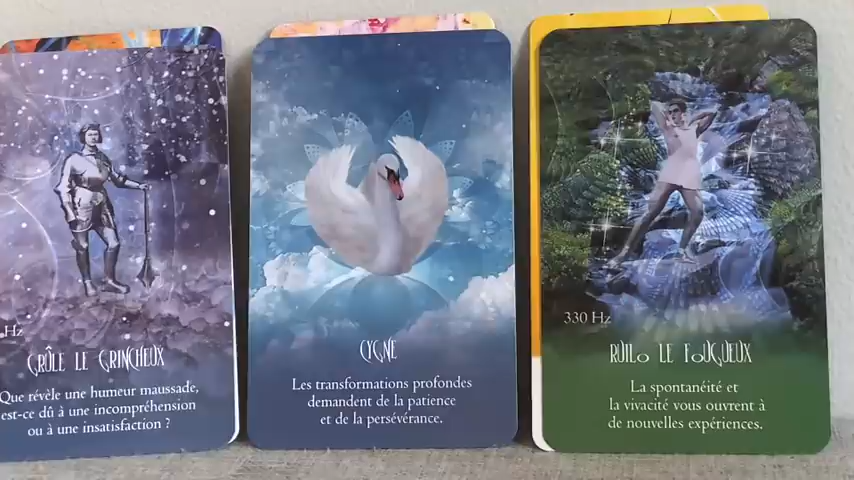 Hz
GRÔLE LE GRINCHEUX
Que révèle une humeur maussade,
est-ce dû à une incompréhension
ou à une insatisfaction ?
CYGNE
Les transformations profondes
demandent de la patience
et de la persévérance.
330 Hz
RÙILO LE FOUGUEUX
La spontanéité et
la vivacité vous ouvrent à
de nouvelles expériences.